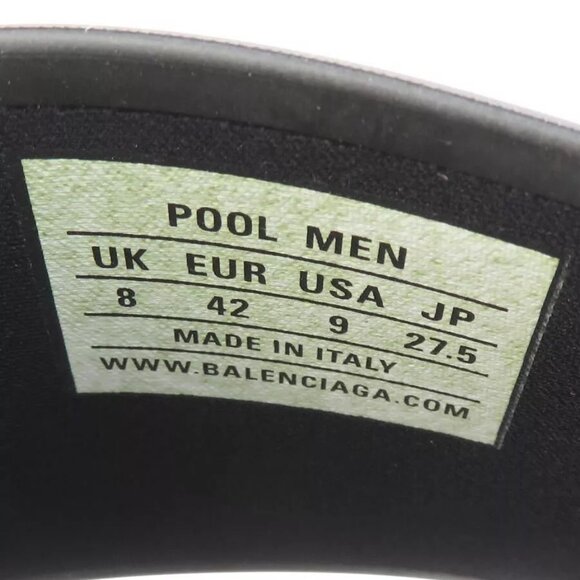 POOL MEN
UK EUR USA JP
8 42 9 27.5
MADE IN ITALY
WWW.BALENCIAGA.COM